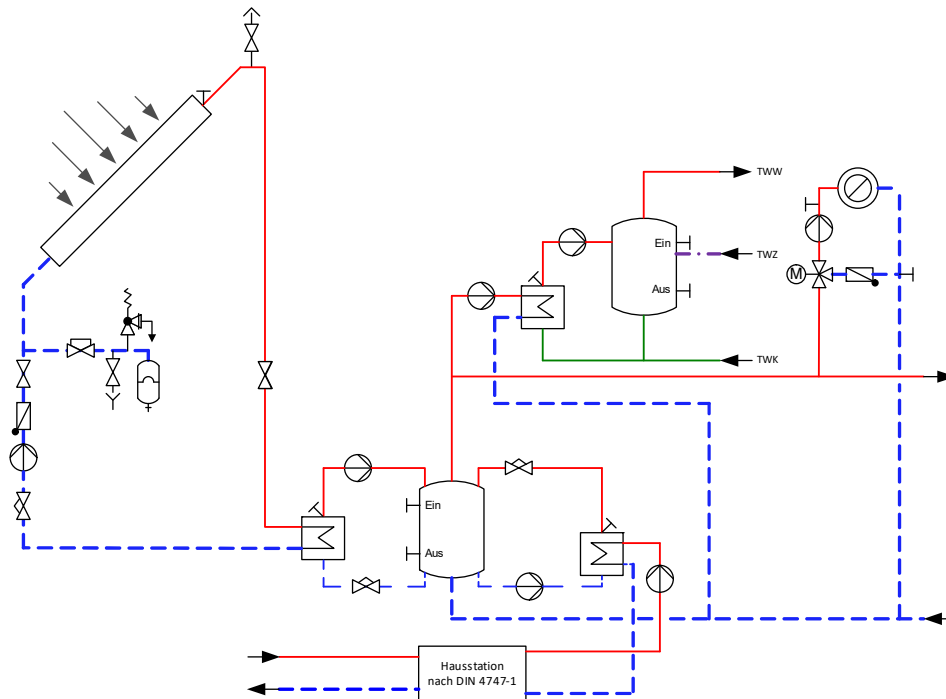 TWW
Ein
TWZ
M
Aus
TWK
Ein
Aus
Hausstation
nach DIN 4747-1